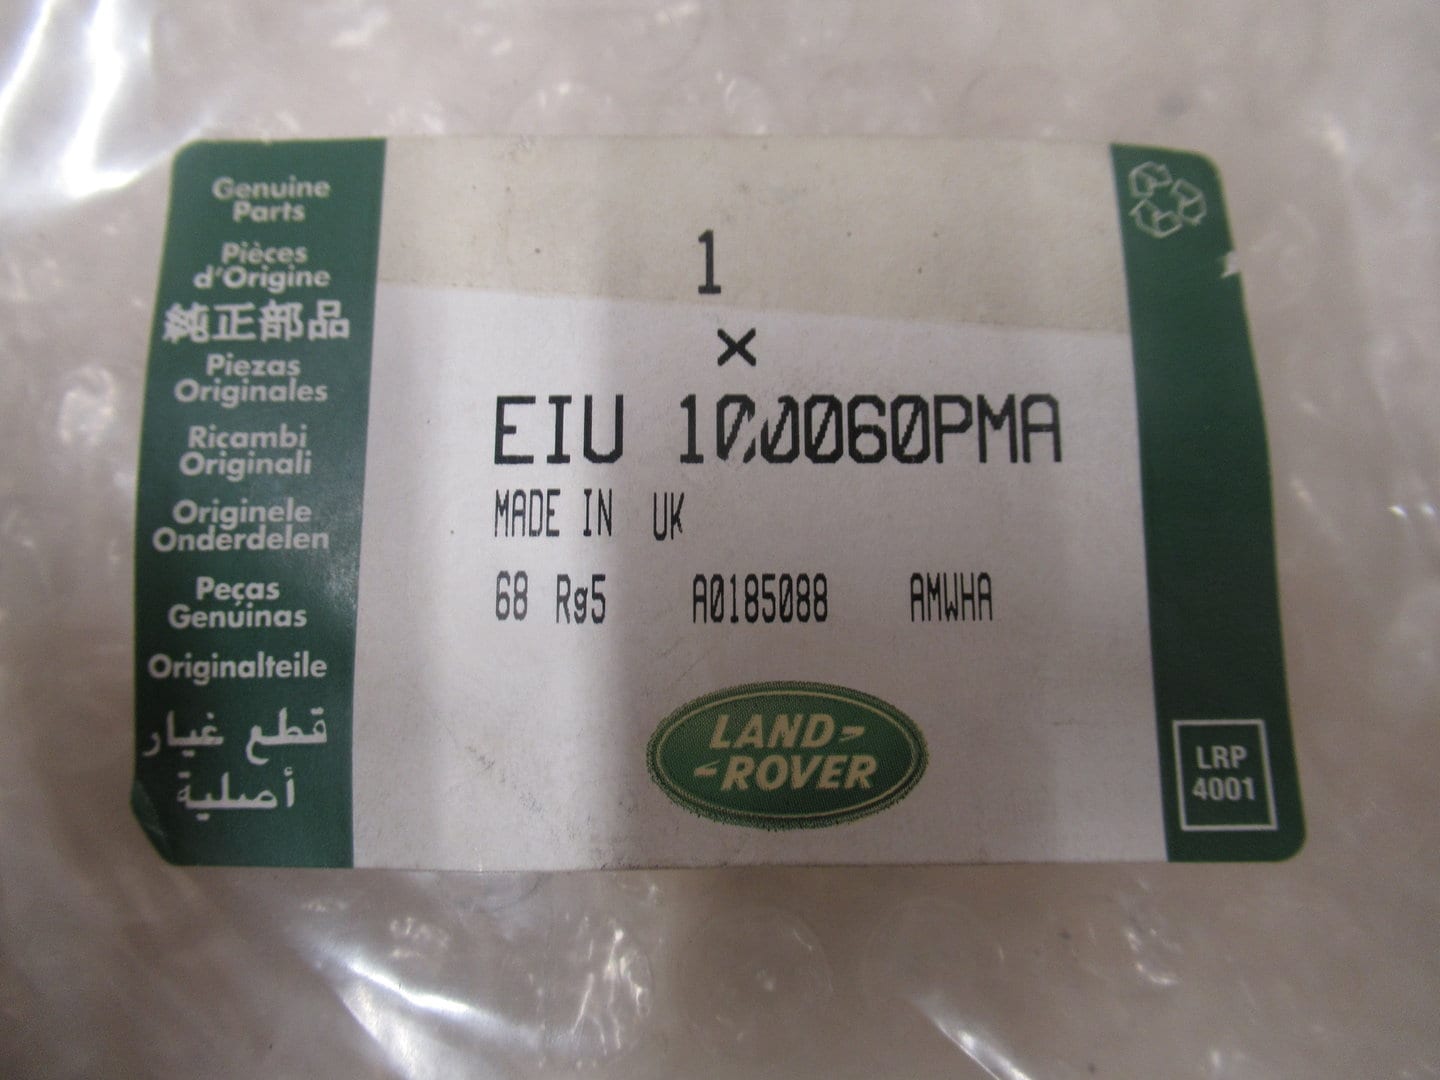 Genuine
Parts
Pièces
d'Origine
純正部品
Piezas
Originales
Ricambi
Originali
Originele
Onderdelen
Peças
Genúinas
Originalteile
قطع غيار
أصلية
1
×
EIU 100060PMA
MADE IN UK
68 Rg5 A0185088 AMWHA
LAND-
-ROVER
LRP
4001